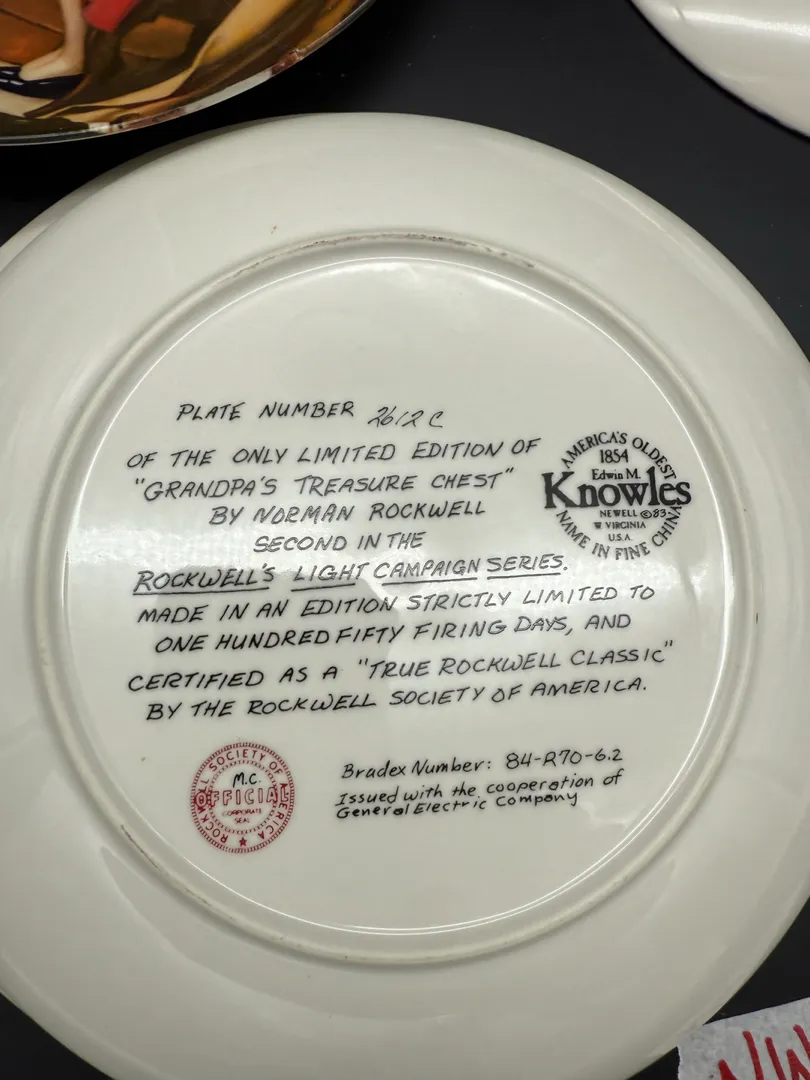 PLATE NUMBER 2612 C
OF THE ONLY LIMITED EDITION OF
"GRANDPA'S TREASURE CHEST"
BY NORMAN ROCKWELL
SECOND IN THE
ROCKWELL'S LIGHT CAMPAIGN SERIES.
MADE IN AN EDITION STRICTLY LIMITED TO
ONE HUNDRED FIFTY FIRING DAYS, AND
CERTIFIED AS A "TRUE ROCKWELL CLASSIC"
BY THE ROCKWELL SOCIETY OF AMERICA.
AMERICA'S OLDEST
1854
Edwin M.
Knowles
NEWELL ©83
W VIRGINIA
U.S.A
NAME IN FINE CHINA
ROCKWELL SOCIETY OF AMERICA
M.C.
OFFICIAL
CORPORATE
SEAL
Bradex Number: 84-R70-6.2
Issued with the cooperation of
General Electric Company